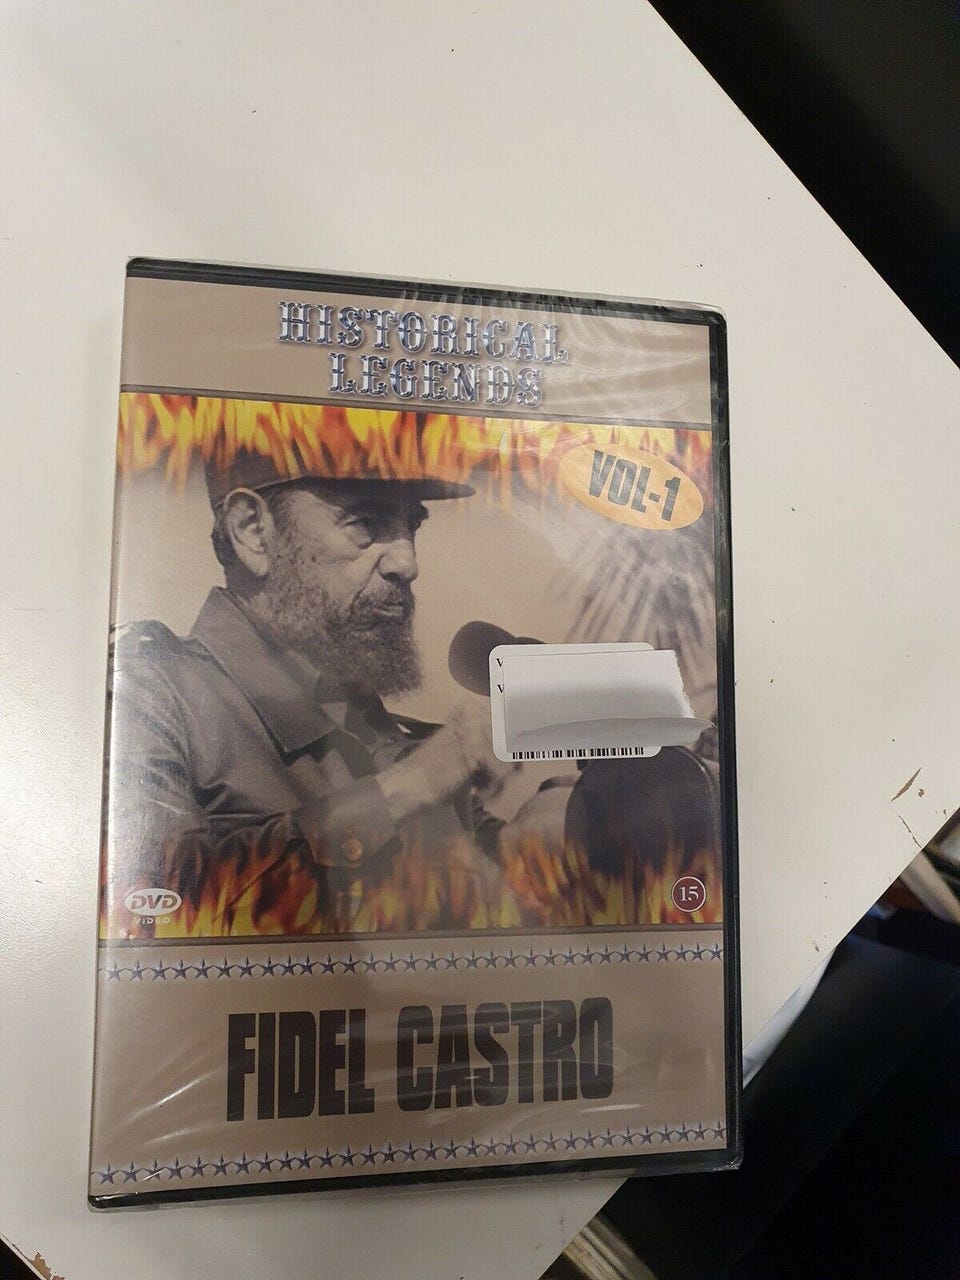 HISTORICAL
LEGENDS
VOL-1
DVD
VIDEO
15
FIDEL CASTRO